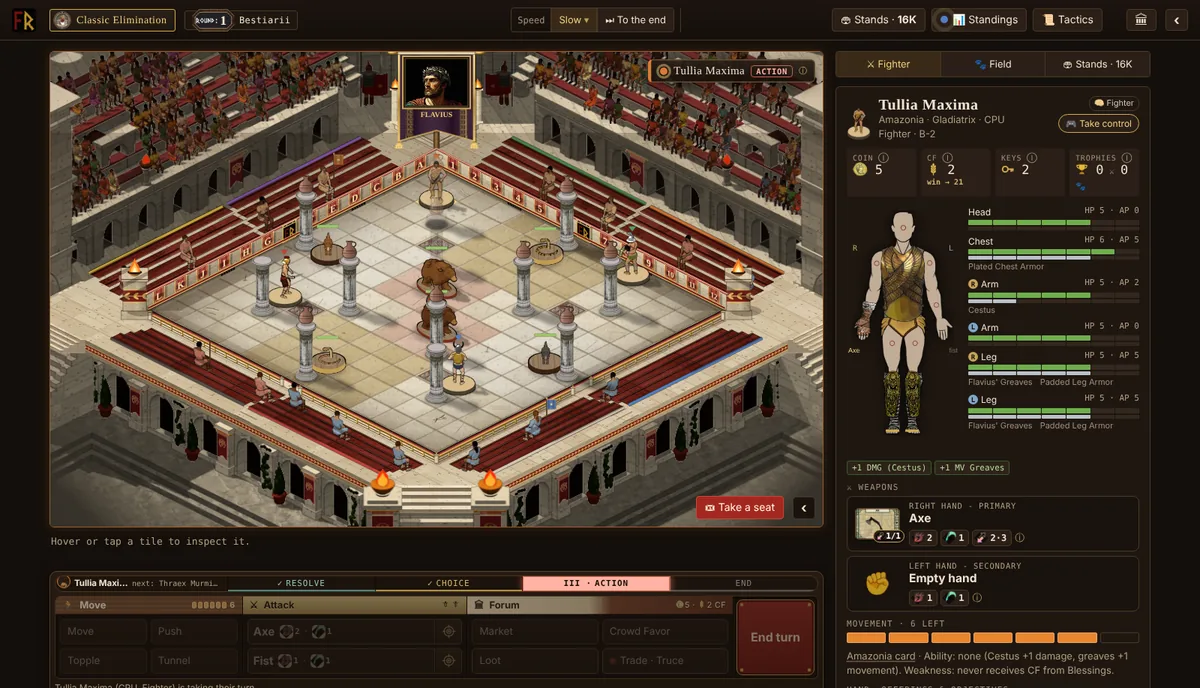 FR
Classic Elimination
ROUND: 1
Bestiarii
Speed
Slow ▾
To the end
Stands · 16K
Standings
Tactics
FLAVIUS
Tullia Maxima
ACTION
Take a seat
Hover or tap a tile to inspect it.
Tullia Maxi…
next: Thraex Murmi…
✓ RESOLVE
✓ CHOICE
III · ACTION
END
Move
6
Attack
Forum
5 · 2 CF
Move
Push
Axe 2 · 1
Market
Crowd Favor
End turn
Topple
Tunnel
Fist 1 · 1
Loot
Trade · Truce
Tullia Maxima (CPU, Fighter) is taking their turn
Fighter
Field
Stands · 16K
Tullia Maxima
Fighter
Amazonia · Gladiatrix · CPU
Fighter · B-2
Take control
COIN
5
CF
2
win → 21
KEYS
2
TROPHIES
0
0
R
L
Axe
fist
Head
HP 5 · AP 0
Chest
HP 6 · AP 5
Plated Chest Armor
R Arm
HP 5 · AP 2
Cestus
L Arm
HP 5 · AP 0
R Leg
HP 5 · AP 5
Flavius' Greaves Padded Leg Armor
L Leg
HP 5 · AP 5
Flavius' Greaves Padded Leg Armor
+1 DMG (Cestus)
+1 MV Greaves
WEAPONS
RIGHT HAND · PRIMARY
Axe
1/1
2
1
2·3
LEFT HAND · SECONDARY
Empty hand
1
1
MOVEMENT · 6 LEFT
Amazonia card · Ability: none (Cestus +1 damage, greaves +1
movement). Weakness: never receives CF from Blessings.